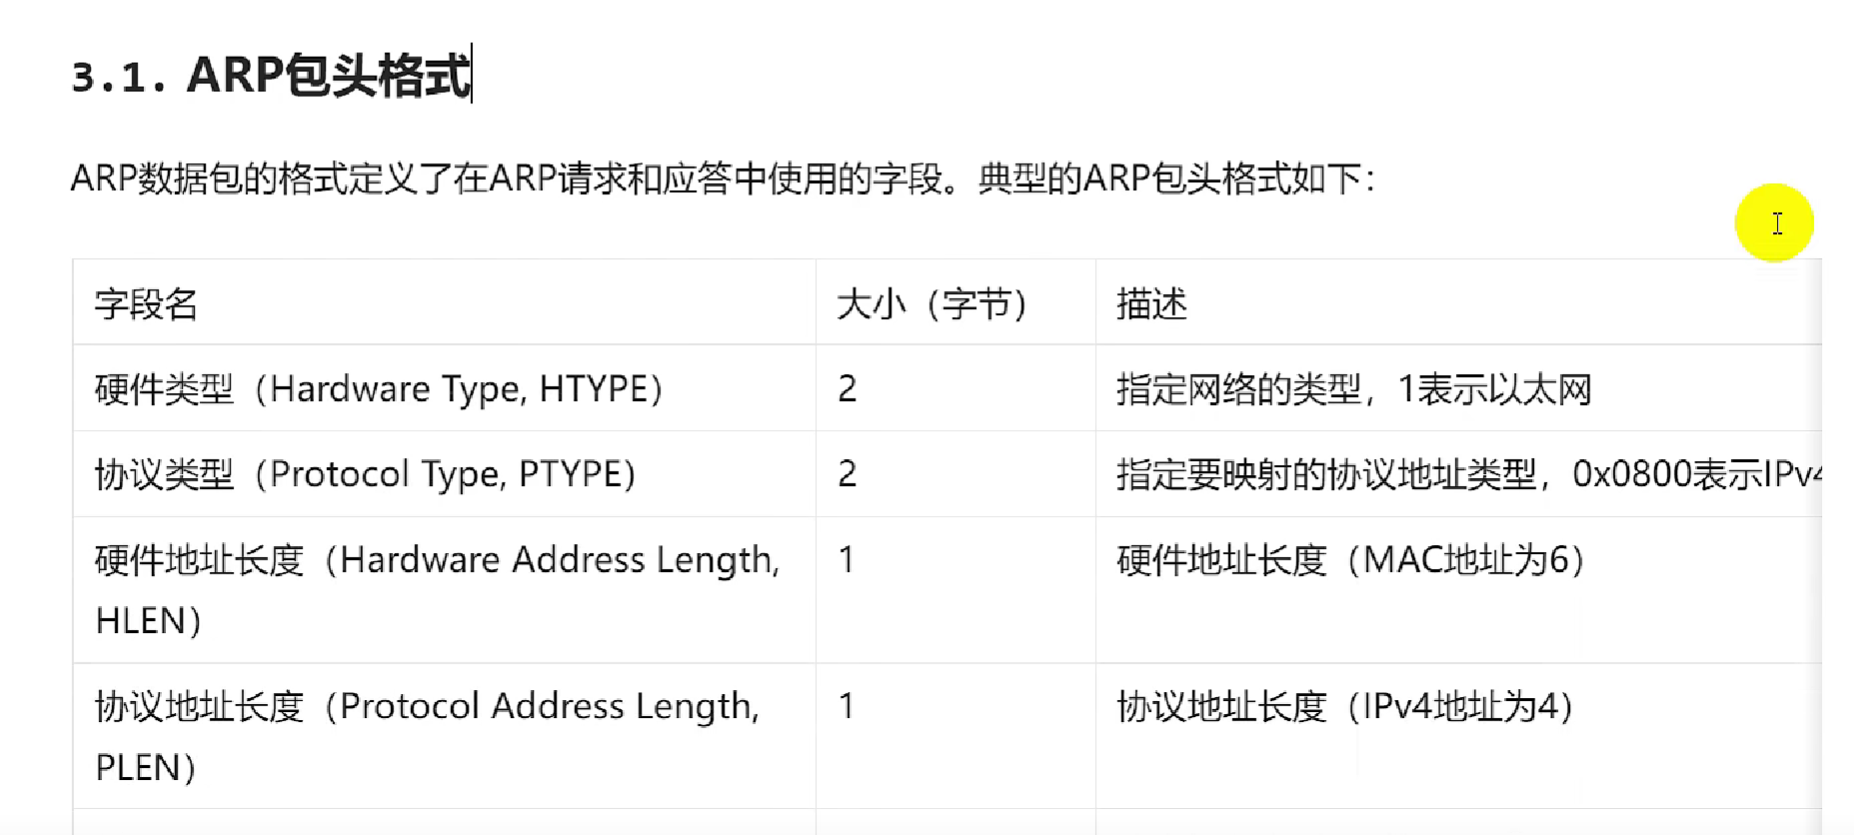 3.1. ARP包头格式
ARP数据包的格式定义了在ARP请求和应答中使用的字段。典型的ARP包头格式如下：
字段名 大小（字节） 描述
硬件类型（Hardware Type, HTYPE） 2 指定网络的类型，1表示以太网
协议类型（Protocol Type, PTYPE） 2 指定要映射的协议地址类型，0x0800表示IPv4
硬件地址长度（Hardware Address Length, 1 硬件地址长度（MAC地址为6）
HLEN）
协议地址长度（Protocol Address Length, 1 协议地址长度（IPv4地址为4）
PLEN）